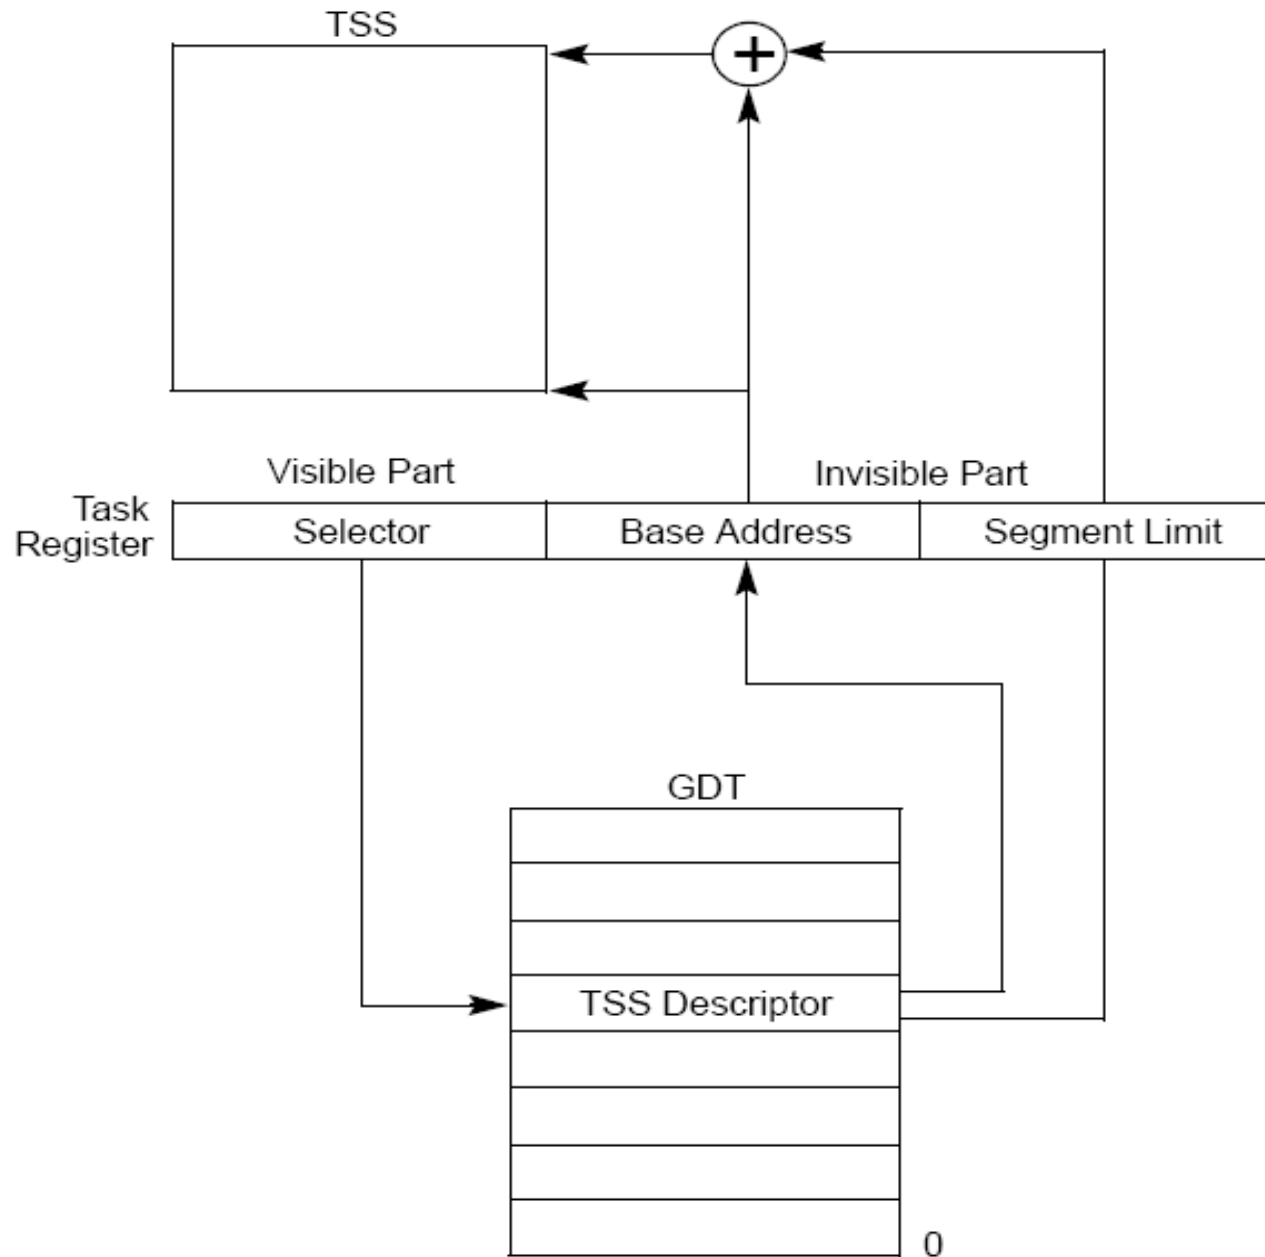 TSS
+
Visible Part
Invisible Part
Task
Register
Selector
Base Address
Segment Limit
GDT
TSS Descriptor
0